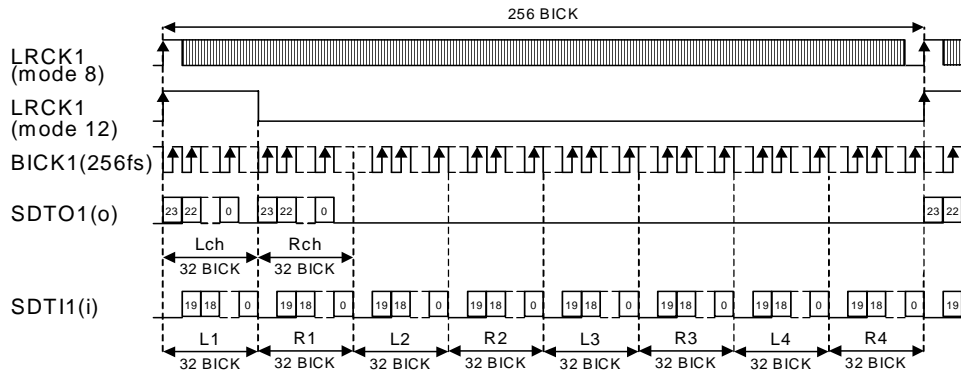 256 BICK
LRCK1
(mode 8)
LRCK1
(mode 12)
BICK1(256fs)
SDTO1(o)
23 22 0 23 22 0 23 22
Lch Rch
32 BICK 32 BICK
SDTI1(i)
19 18 0 19 18 0 19 18 0 19 18 0 19 18 0 19 18 0 19 18 0 19 18 0 19
L1 R1 L2 R2 L3 R3 L4 R4
32 BICK 32 BICK 32 BICK 32 BICK 32 BICK 32 BICK 32 BICK 32 BICK